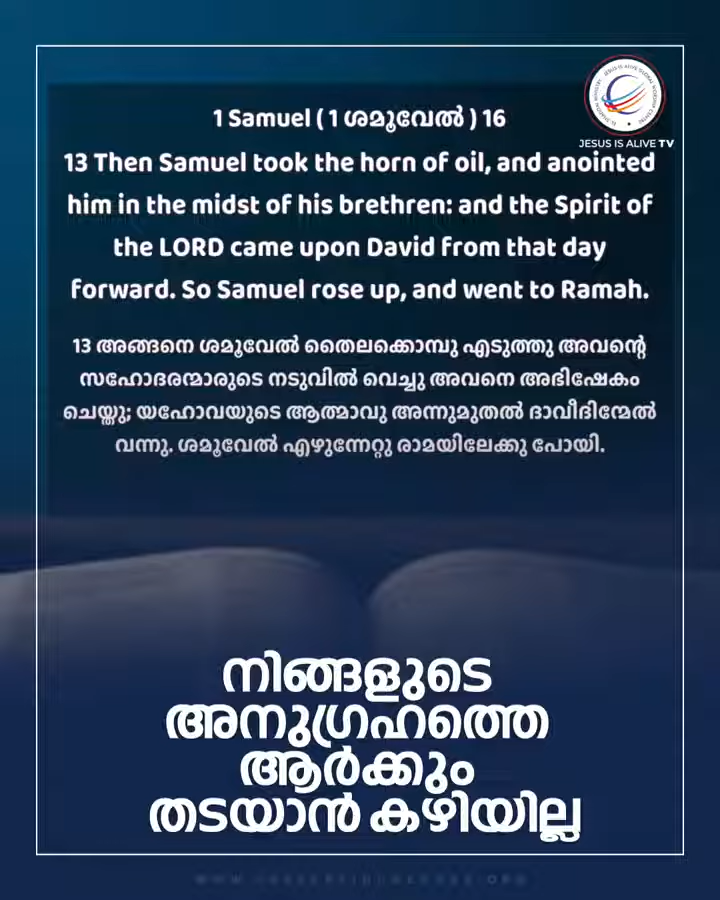 JESUS IS ALIVE TV
1 Samuel ( 1 ശമൂവേൽ ) 16
13 Then Samuel took the horn of oil, and anointed
him in the midst of his brethren: and the Spirit of
the LORD came upon David from that day
forward. So Samuel rose up, and went to Ramah.
13 അങ്ങനെ ശമൂവേൽ തൈലക്കൊമ്പു എടുത്തു അവന്റെ
സഹോദരന്മാരുടെ നടുവിൽ വെച്ചു അവനെ അഭിഷേകം
ചെയ്തു; യഹോവയുടെ ആത്മാവു അന്നുമുതൽ ദാവീദിന്മേൽ
വന്നു. ശമൂവേൽ എഴുന്നേറ്റു രാമയിലേക്കു പോയി.
നിങ്ങളുടെ
അനുഗ്രഹത്തെ
ആർക്കും
തടയാൻ കഴിയില്ല